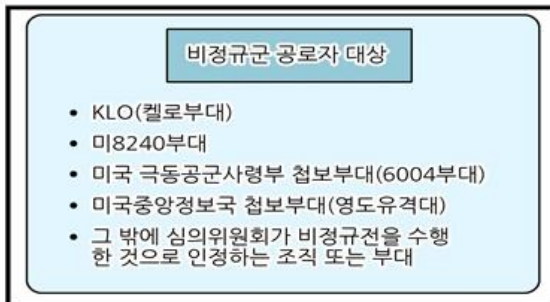 비정규군 공로자 대상
• KLO(켈로부대)
• 미8240부대
• 미국 극동공군사령부 첩보부대(6004부대)
• 미국중앙정보국 첩보부대(영도유격대)
• 그 밖에 심의위원회가 비정규전을 수행
한 것으로 인정하는 조직 또는 부대